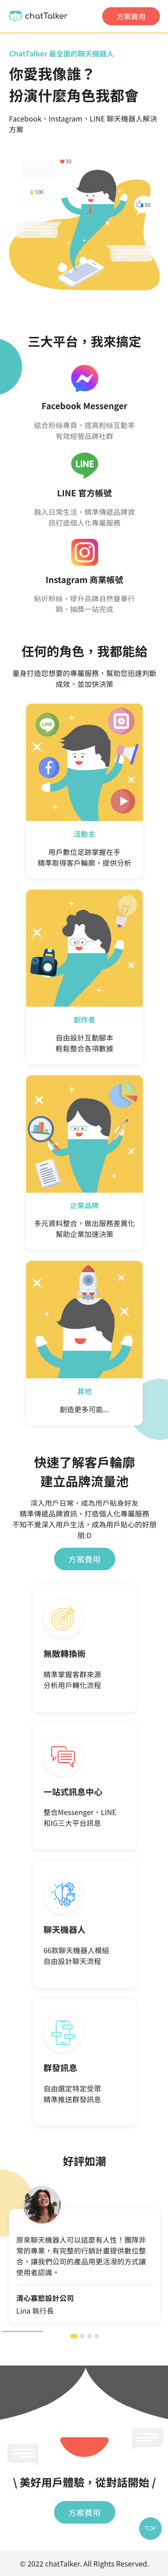 chatTalker
方案費用
ChatTalker 最全面的聊天機器人
你愛我像誰？
扮演什麼角色我都會
Facebook、Instagram、LINE 聊天機器人解決
方案
30
100
50
三大平台，我來搞定
Facebook Messenger
結合粉絲專頁，提高粉絲互動率
有效經營品牌社群
LINE
LINE 官方帳號
融入日常生活，精準傳遞品牌資
訊打造個人化專屬服務
Instagram 商業帳號
貼近粉絲，提升品牌自然聲量行
銷、抽獎一站完成
任何的角色，我都能給
量身打造您想要的專屬服務，幫助您迅速判斷
成效、並加快決策
LINE
活動主
用戶數位足跡掌握在手
精準取得客戶輪廓，提供分析
創作者
自由設計互動腳本
輕鬆整合各項數據
企業品牌
多元資料整合，做出服務差異化
幫助企業加速決策
其他
創造更多可能...
快速了解客戶輪廓
建立品牌流量池
深入用戶日常，成為用戶貼身好友
精準傳遞品牌資訊，打造個人化專屬服務
不知不覺深入用戶生活，成為用戶貼心的好朋
朋:D
方案費用
無敵轉換術
精準掌握客群來源
分析用戶轉化流程
一站式訊息中心
整合Messenger、LINE
和IG三大平台訊息
聊天機器人
66款聊天機器人模組
自由設計聊天流程
群發訊息
自由選定特定受眾
精準推送群發訊息
好評如潮
原來聊天機器人可以這麼有人性！團隊非
常的專業，有完整的行銷計畫提供數位整
合，讓我們公司的產品用更活潑的方式讓
使用者認識。
清心寡慾設計公司
Lina 執行長
\ 美好用戶體驗，從對話開始 /
方案費用
TOP
© 2022 chatTalker. All Rights Reserved.